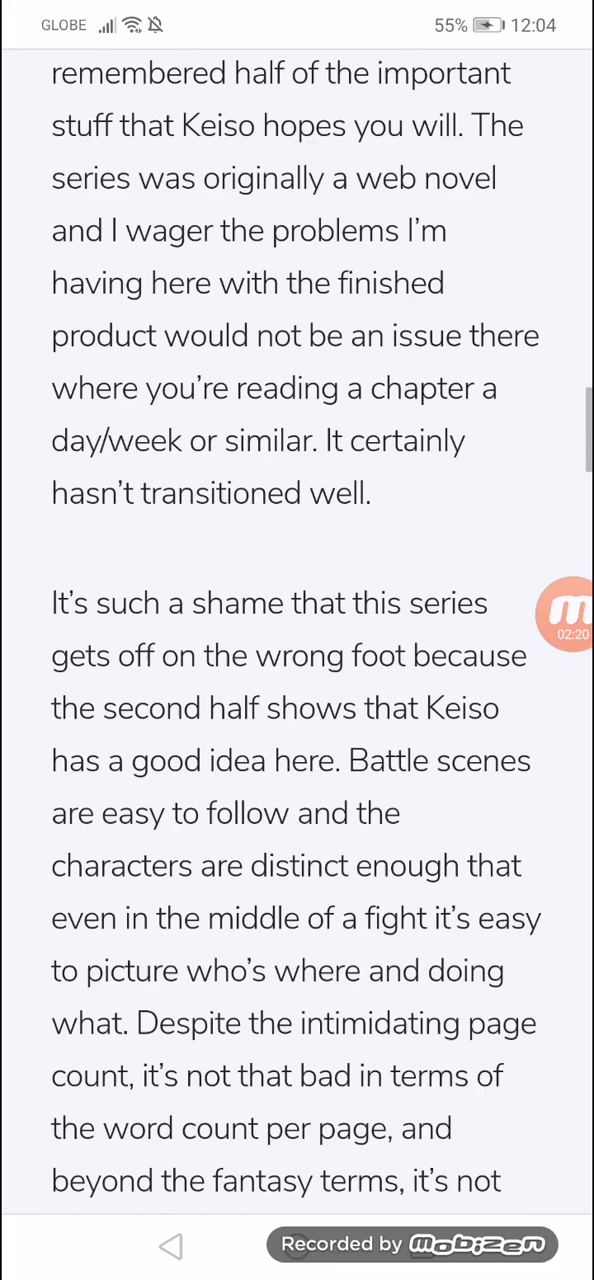 GLOBE 55% 12:04
remembered half of the important
stuff that Keiso hopes you will. The
series was originally a web novel
and I wager the problems I'm
having here with the finished
product would not be an issue there
where you're reading a chapter a
day/week or similar. It certainly
hasn't transitioned well.
It's such a shame that this series
gets off on the wrong foot because
the second half shows that Keiso
has a good idea here. Battle scenes
are easy to follow and the
characters are distinct enough that
even in the middle of a fight it's easy
to picture who's where and doing
what. Despite the intimidating page
count, it's not that bad in terms of
the word count per page, and
beyond the fantasy terms, it's not
m
02:20
Recorded by mobizen